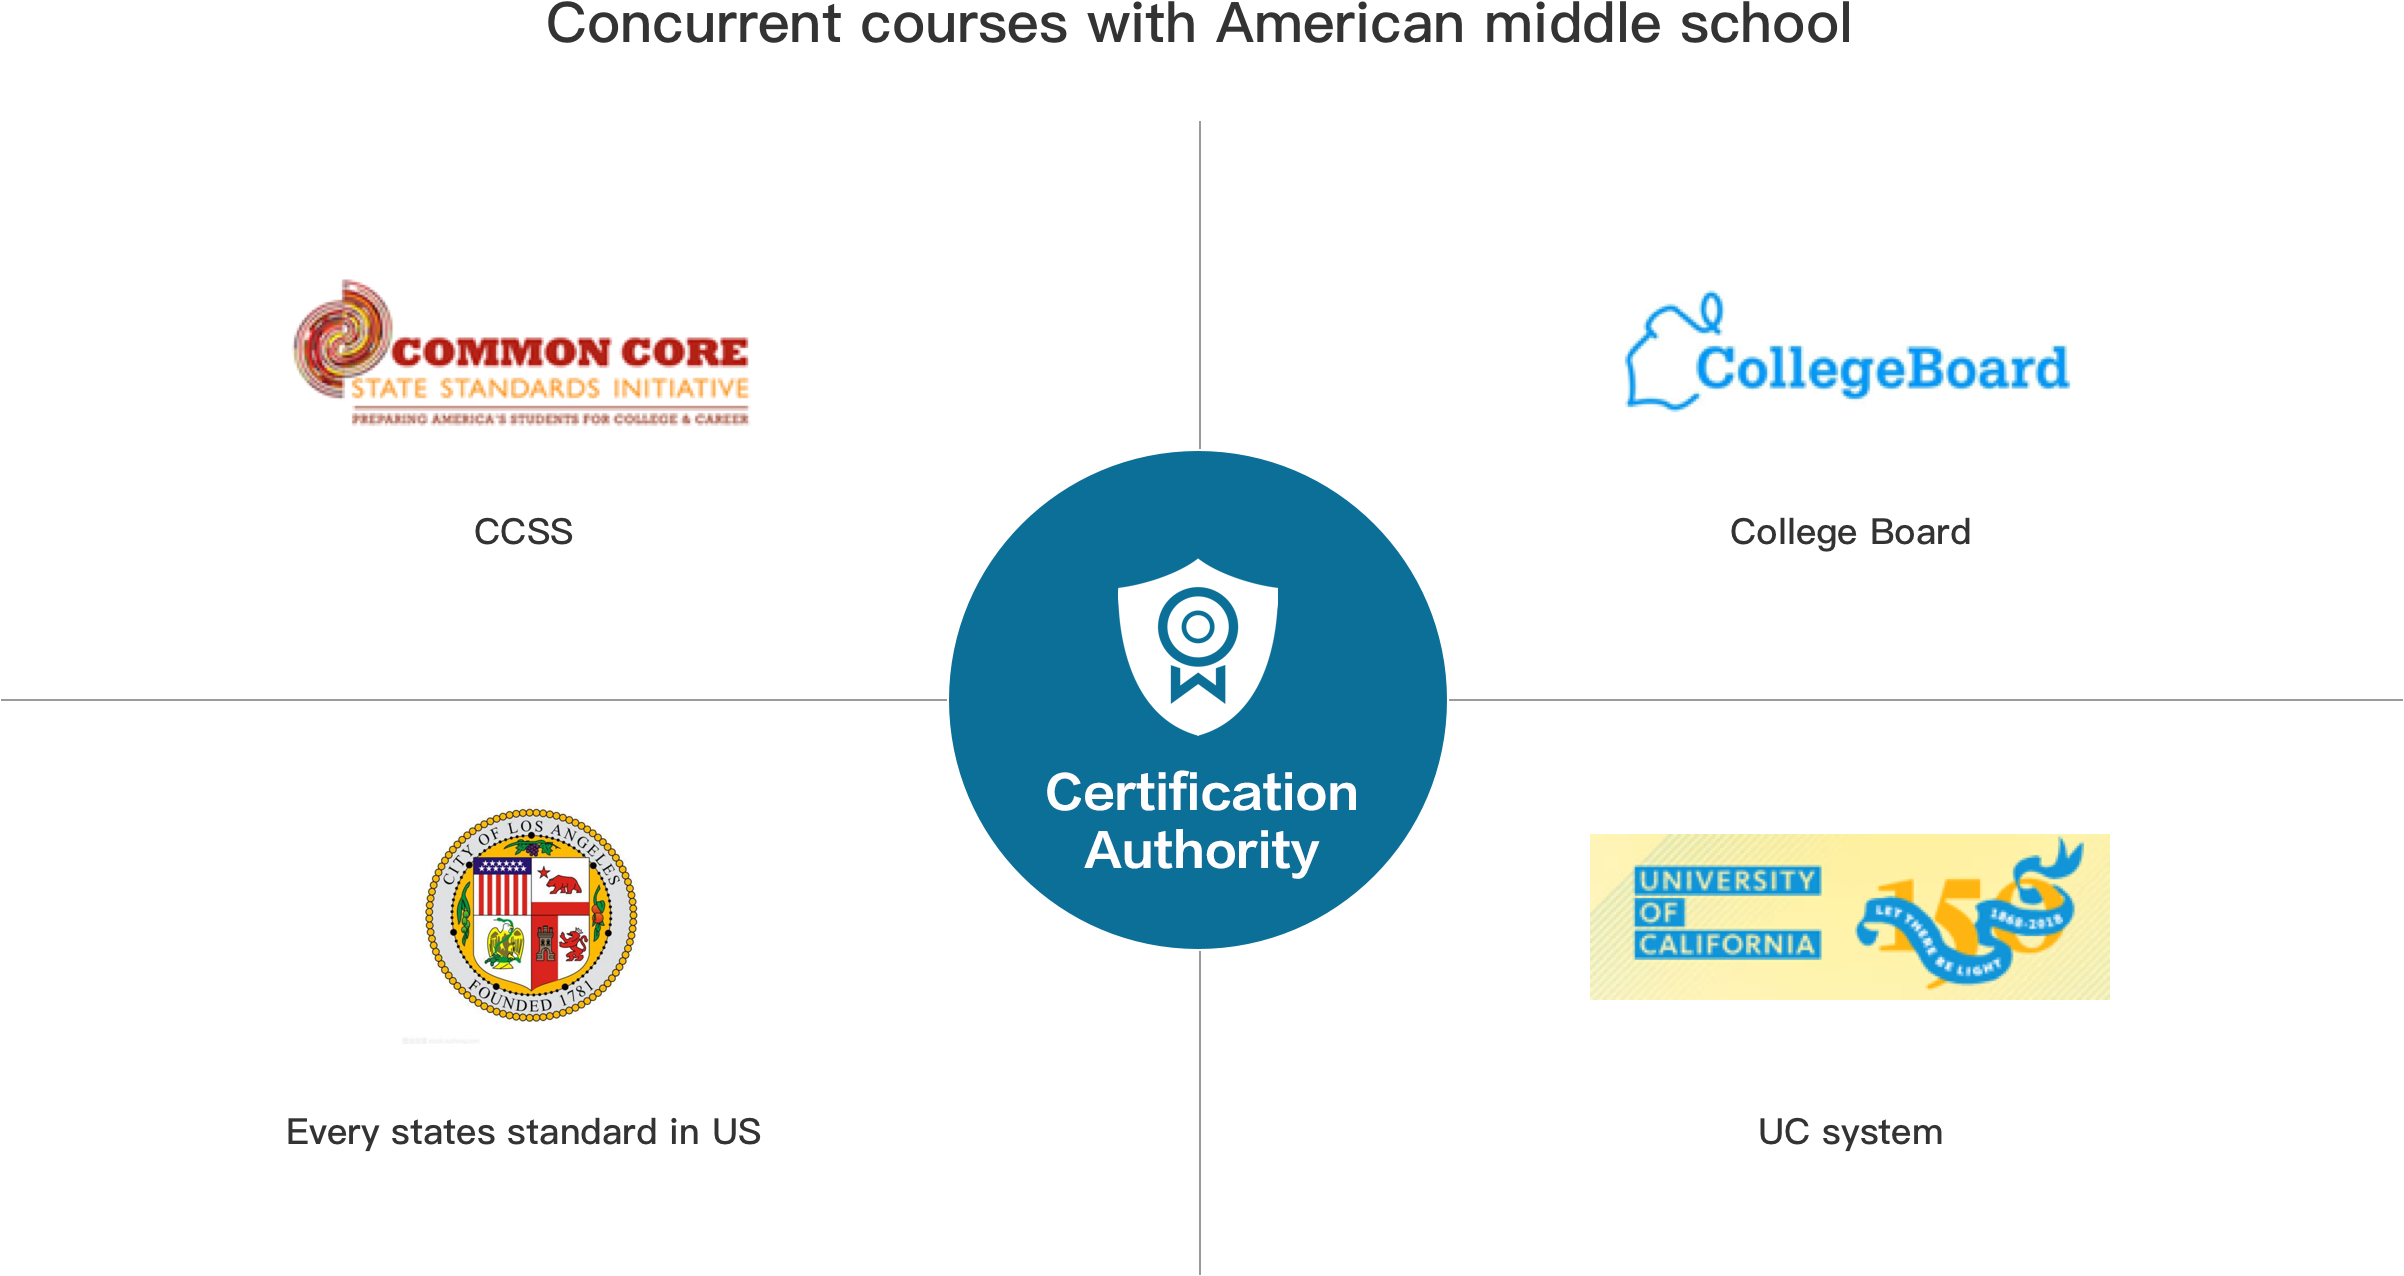 Concurrent courses with American middle school
COMMON CORE
STATE STANDARDS INITIATIVE
PREPARING AMERICA'S STUDENTS FOR COLLEGE & CAREER
CCSS
CollegeBoard
College Board
Certification
Authority
CITY OF LOS ANGELES
FOUNDED 1781
Every states standard in US
UNIVERSITY
OF
CALIFORNIA
150
LET THERE BE LIGHT
1868-2018
UC system